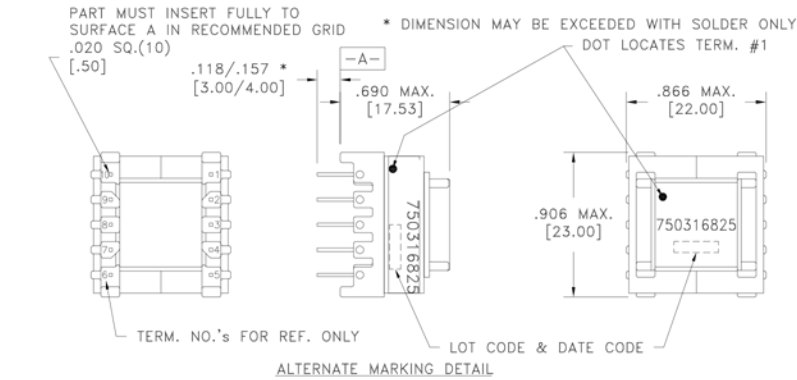 PART MUST INSERT FULLY TO
SURFACE A IN RECOMMENDED GRID
.020 SQ.(10)
[.50]
* DIMENSION MAY BE EXCEEDED WITH SOLDER ONLY
DOT LOCATES TERM. #1
-A-
.118/.157 *
[3.00/4.00]
.690 MAX.
[17.53]
.866 MAX.
[22.00]
10
1
9
2
8
3
7
4
6
5
750316825
.906 MAX.
[23.00]
750316825
TERM. NO.'s FOR REF. ONLY
LOT CODE & DATE CODE
ALTERNATE MARKING DETAIL